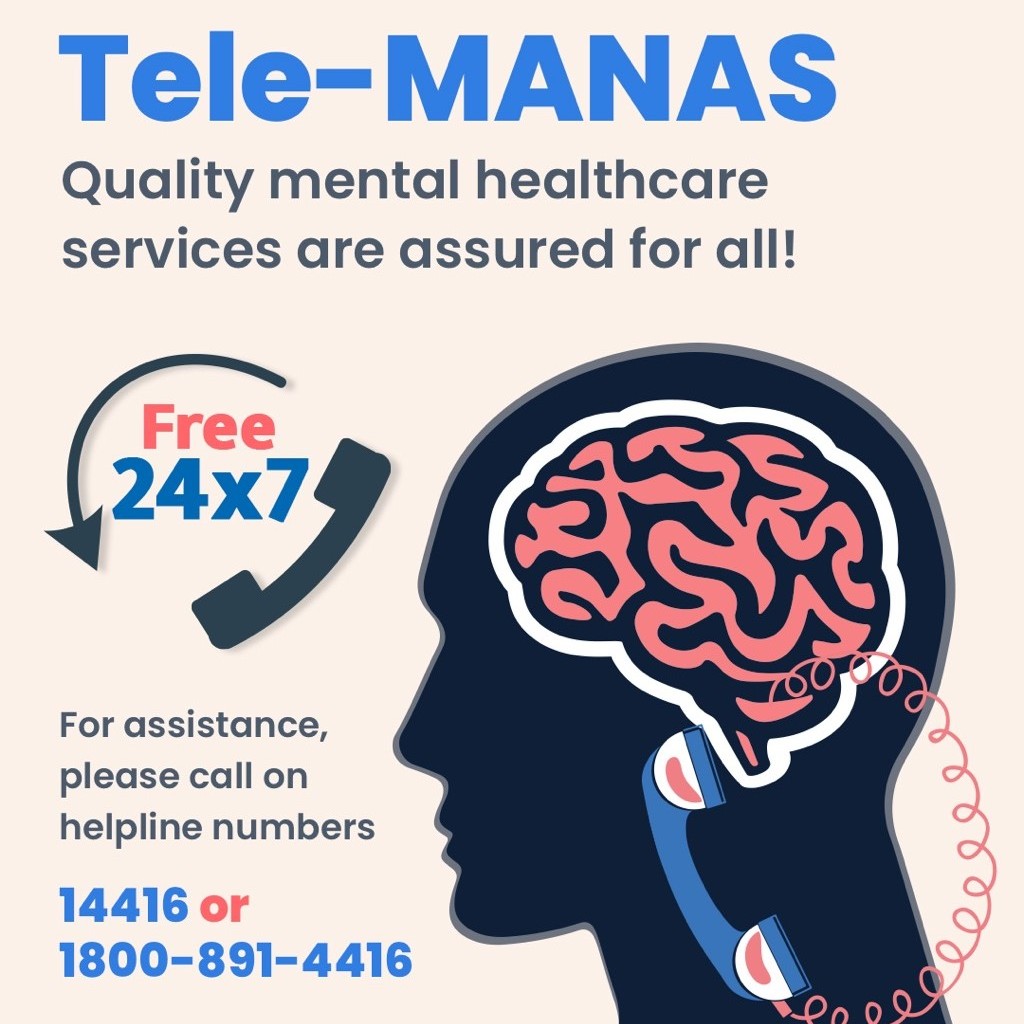 Tele-MANAS
Quality mental healthcare
services are assured for all!
Free
24x7
For assistance,
please call on
helpline numbers
14416 or
1800-891-4416